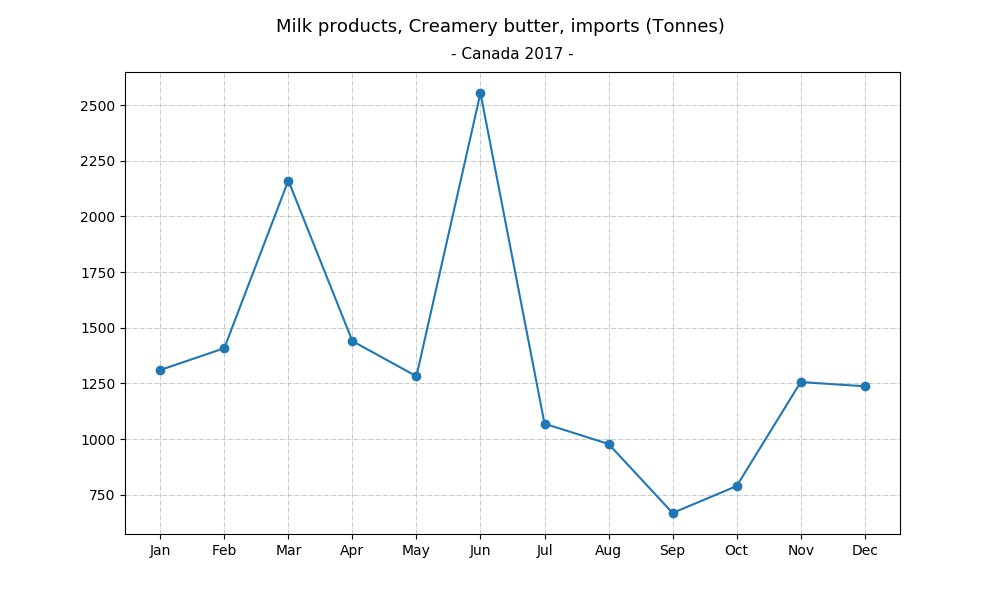 Milk products, Creamery butter, imports (Tonnes)
- Canada 2017 -
2500
2250
2000
1750
1500
1250
1000
750
Jan Feb Mar Apr May Jun Jul Aug Sep Oct Nov Dec